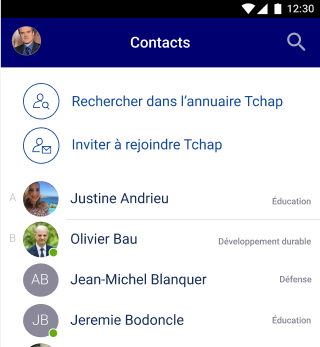 12:30
Contacts
Rechercher dans l’annuaire Tchap
Inviter à rejoindre Tchap
A
Justine Andrieu
Éducation
B
Olivier Bau
Développement durable
AB
Jean-Michel Blanquer
Défense
JB
Jeremie Bodoncle
Éducation